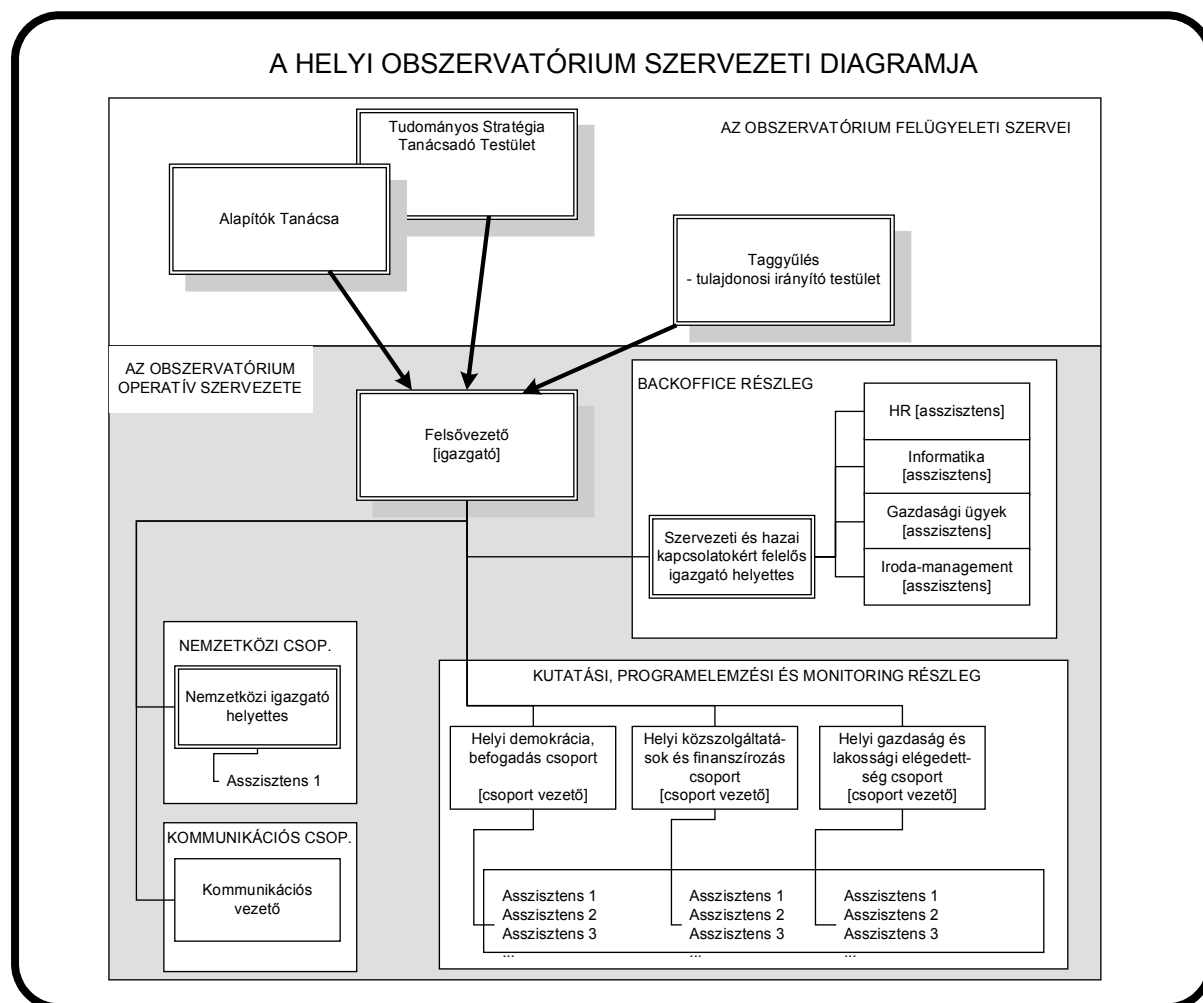 A HELYI OBSZERVATÓRIUM SZERVEZETI DIAGRAMJA
AZ OBSZERVATÓRIUM FELÜGYELETI SZERVEI
Tudományos Stratégia
Tanácsadó Testület
Alapítók Tanácsa
Taggyűlés
- tulajdonosi irányító testület
AZ OBSZERVATÓRIUM
OPERATÍV SZERVEZETE
Felsővezető
[igazgató]
BACKOFFICE RÉSZLEG
HR [asszisztens]
Informatika
[asszisztens]
Gazdasági ügyek
[asszisztens]
Iroda-management
[asszisztens]
Szervezeti és hazai
kapcsolatokért felelős
igazgató helyettes
NEMZETKÖZI CSOP.
Nemzetközi igazgató
helyettes
Asszisztens 1
KOMMUNIKÁCIÓS CSOP.
Kommunikációs
vezető
KUTATÁSI, PROGRAMELEMZÉSI ÉS MONITORING RÉSZLEG
Helyi demokrácia,
befogadás csoport
[csoport vezető]
Helyi közszolgáltatá-
sok és finanszírozás
csoport
[csoport vezető]
Helyi gazdaság és
lakossági elégedett-
ség csoport
[csoport vezető]
Asszisztens 1
Asszisztens 2
Asszisztens 3
...
Asszisztens 1
Asszisztens 2
Asszisztens 3
...
Asszisztens 1
Asszisztens 2
Asszisztens 3
...